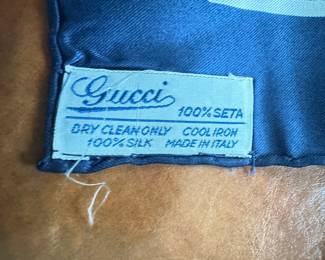 Gucci
100% SETA
DRY CLEAN ONLY COOL IRON
100% SILK MADE IN ITALY